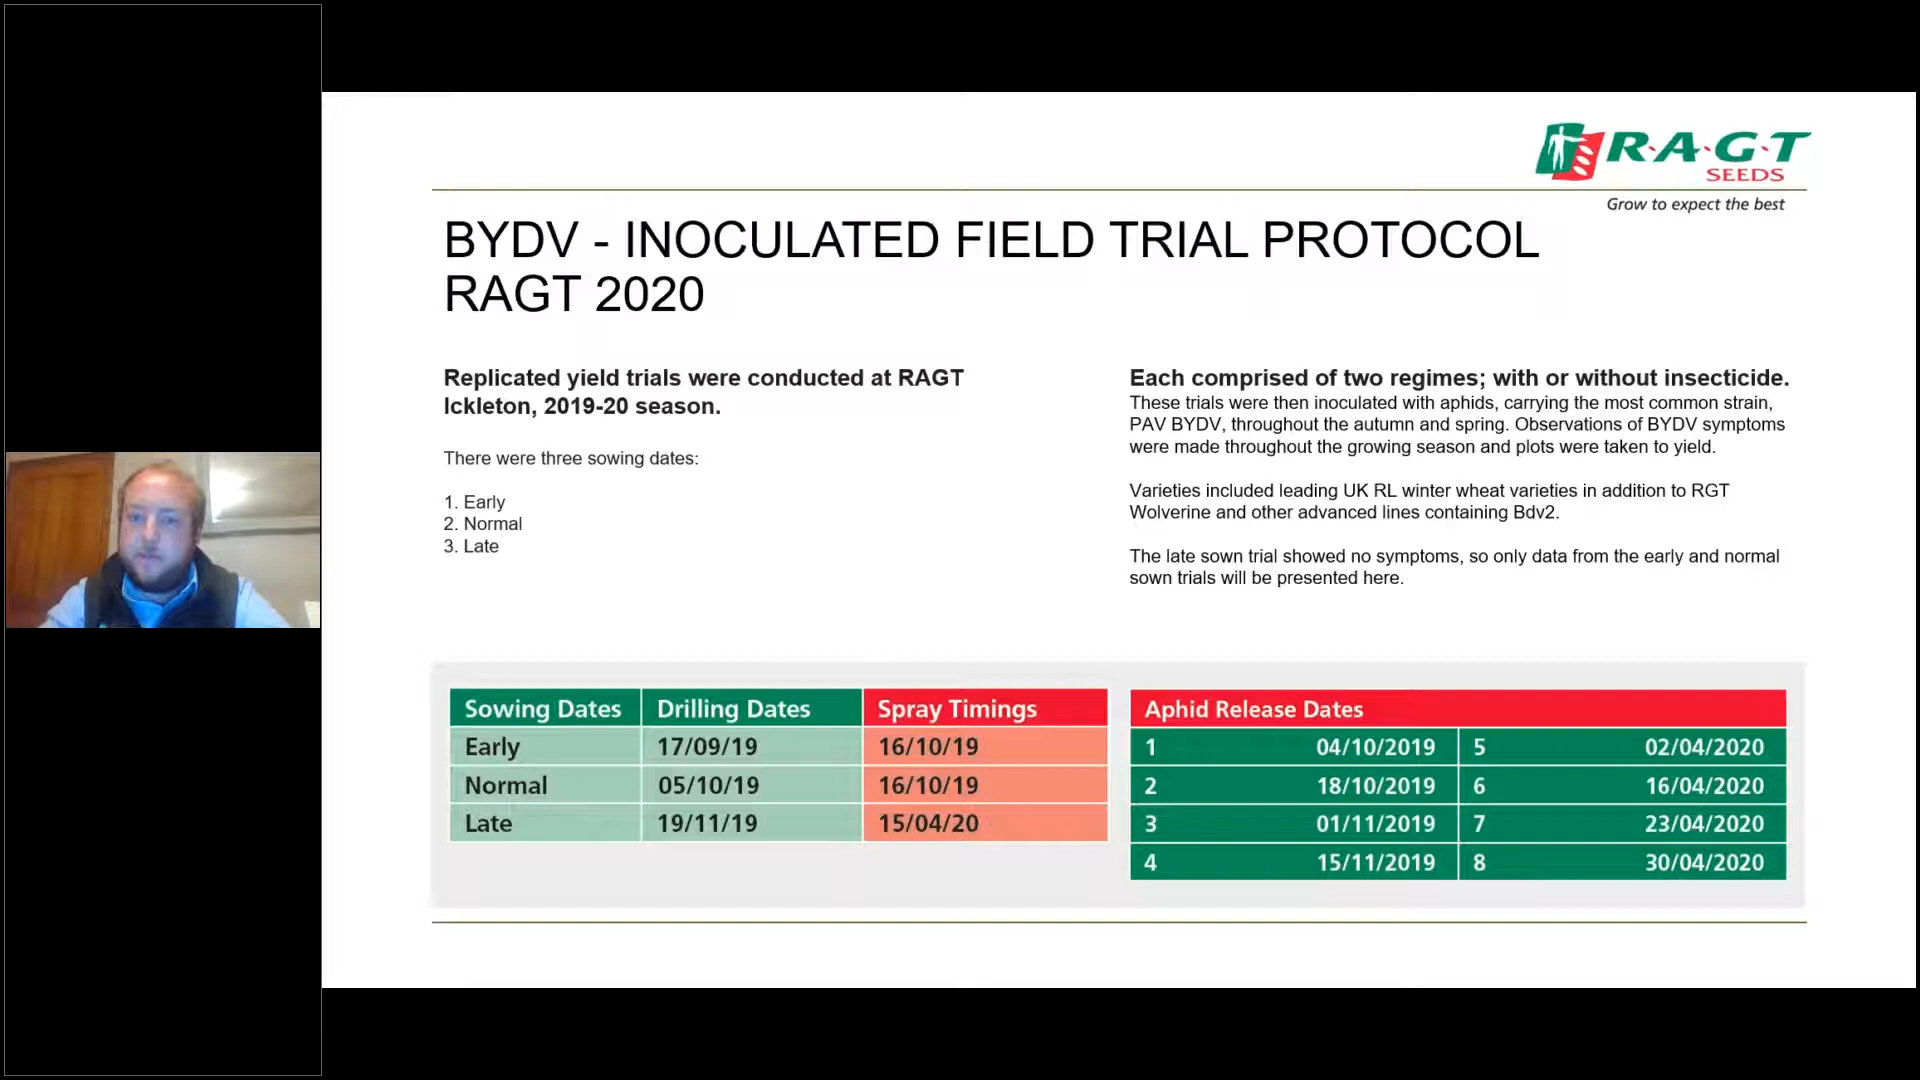 R·A·G·T
SEEDS
Grow to expect the best
BYDV - INOCULATED FIELD TRIAL PROTOCOL
RAGT 2020
Replicated yield trials were conducted at RAGT
Ickleton, 2019-20 season.
There were three sowing dates:
1. Early
2. Normal
3. Late
Each comprised of two regimes; with or without insecticide.
These trials were then inoculated with aphids, carrying the most common strain,
PAV BYDV, throughout the autumn and spring. Observations of BYDV symptoms
were made throughout the growing season and plots were taken to yield.
Varieties included leading UK RL winter wheat varieties in addition to RGT
Wolverine and other advanced lines containing Bdv2.
The late sown trial showed no symptoms, so only data from the early and normal
sown trials will be presented here.
Sowing Dates Drilling Dates Spray Timings
Early 17/09/19 16/10/19
Normal 05/10/19 16/10/19
Late 19/11/19 15/04/20
Aphid Release Dates
1 04/10/2019 5 02/04/2020
2 18/10/2019 6 16/04/2020
3 01/11/2019 7 23/04/2020
4 15/11/2019 8 30/04/2020